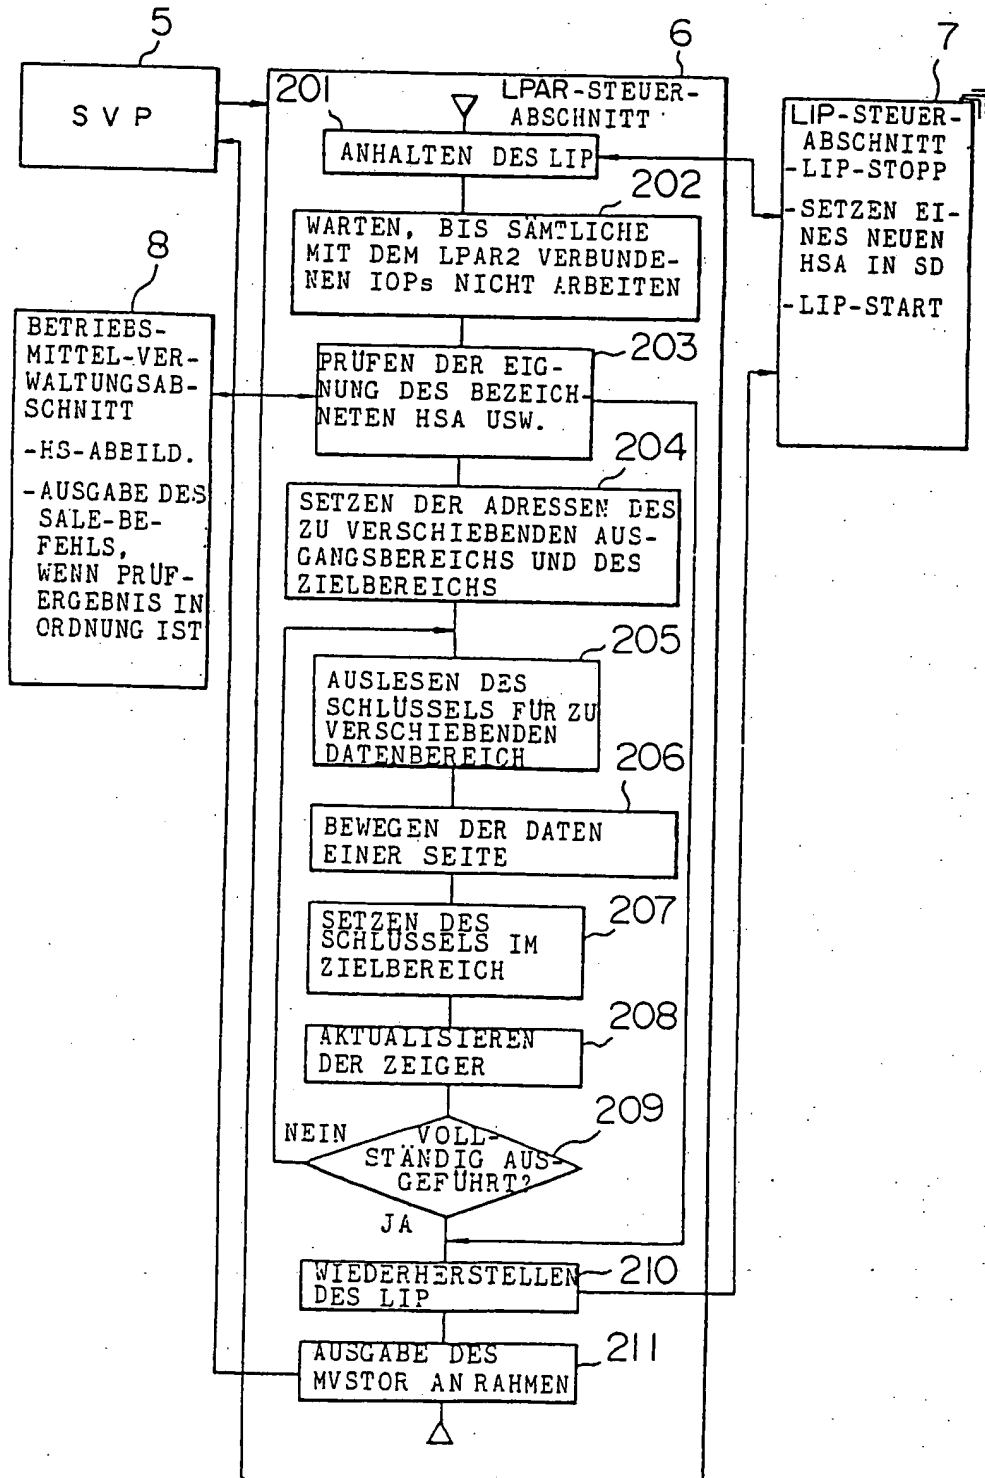 5
SVP
6
LPAR-STEUER-
ABSCHNITT
7
LIP-STEUER-
ABSCHNITT
-LIP-STOPP
-SETZEN EI-
NES NEUEN
HSA IN SD
-LIP-START
8
BETRIEBS-
MITTEL-VER-
WALTUNGSAB-
SCHNITT
-HS-ABBILD.
-AUSGABE DES
SALE-BE-
FEHLS,
WENN PRÜF-
ERGEBNIS IN
ORDNUNG IST
201
ANHALTEN DES LIP
202
WARTEN, BIS SÄMTLICHE
MIT DEM LPAR2 VERBUNDE-
NEN IOPs NICHT ARBEITEN
203
PRÜFEN DER EIG-
NUNG DES BEZEICH-
NETEN HSA USW.
204
SETZEN DER ADRESSEN DES
ZU VERSCHIEBENDEN AUS-
GANGSBEREICHS UND DES
ZIELBEREICHS
205
AUSLESEN DES
SCHLÜSSELS FÜR ZU
VERSCHIEBENDEN
DATENBEREICH
206
BEWEGEN DER DATEN
EINER SEITE
207
SETZEN DES
SCHLÜSSELS IM
ZIELBEREICH
208
AKTUALISIEREN
DER ZEIGER
209
NEIN
VOLL-
STÄNDIG AUS-
GEFÜHRT?
JA
210
WIEDERHERSTELLEN
DES LIP
211
AUSGABE DES
MVSTOR AN RAHMEN